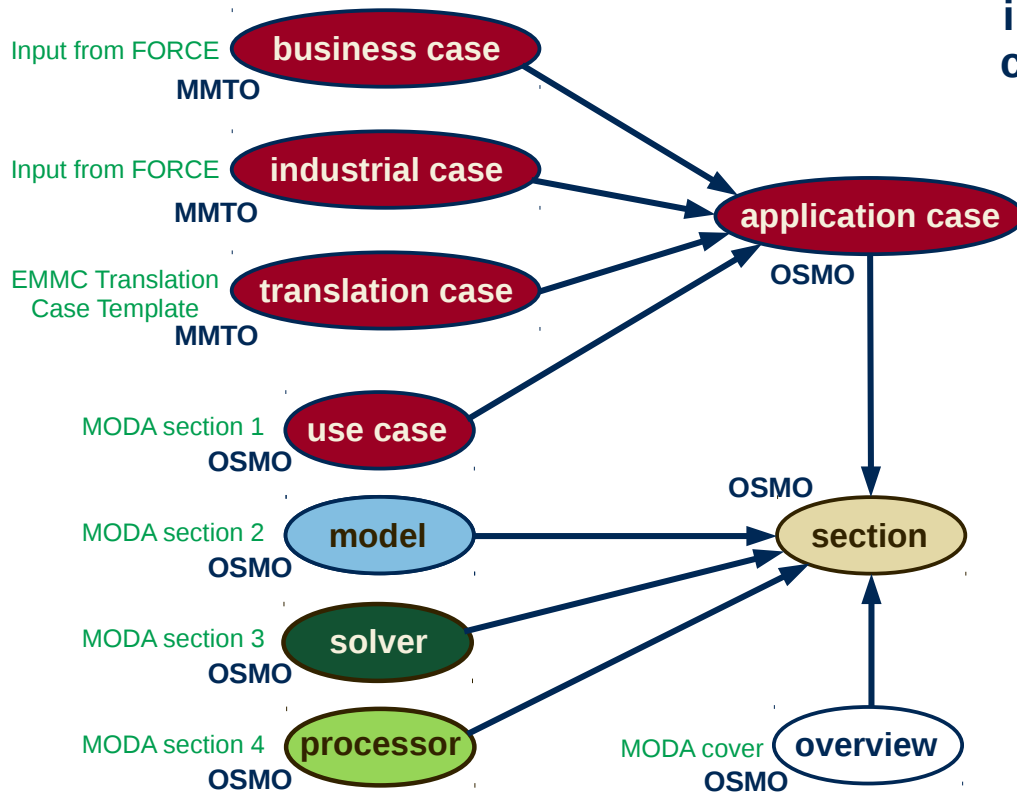 Input from FORCE
business case
MMTO
Input from FORCE
industrial case
MMTO
application case
OSMO
EMMC Translation
Case Template
translation case
MMTO
MODA section 1
use case
OSMO
MODA section 2
model
OSMO
OSMO
section
MODA section 3
solver
OSMO
MODA section 4
processor
OSMO
MODA cover
overview
OSMO